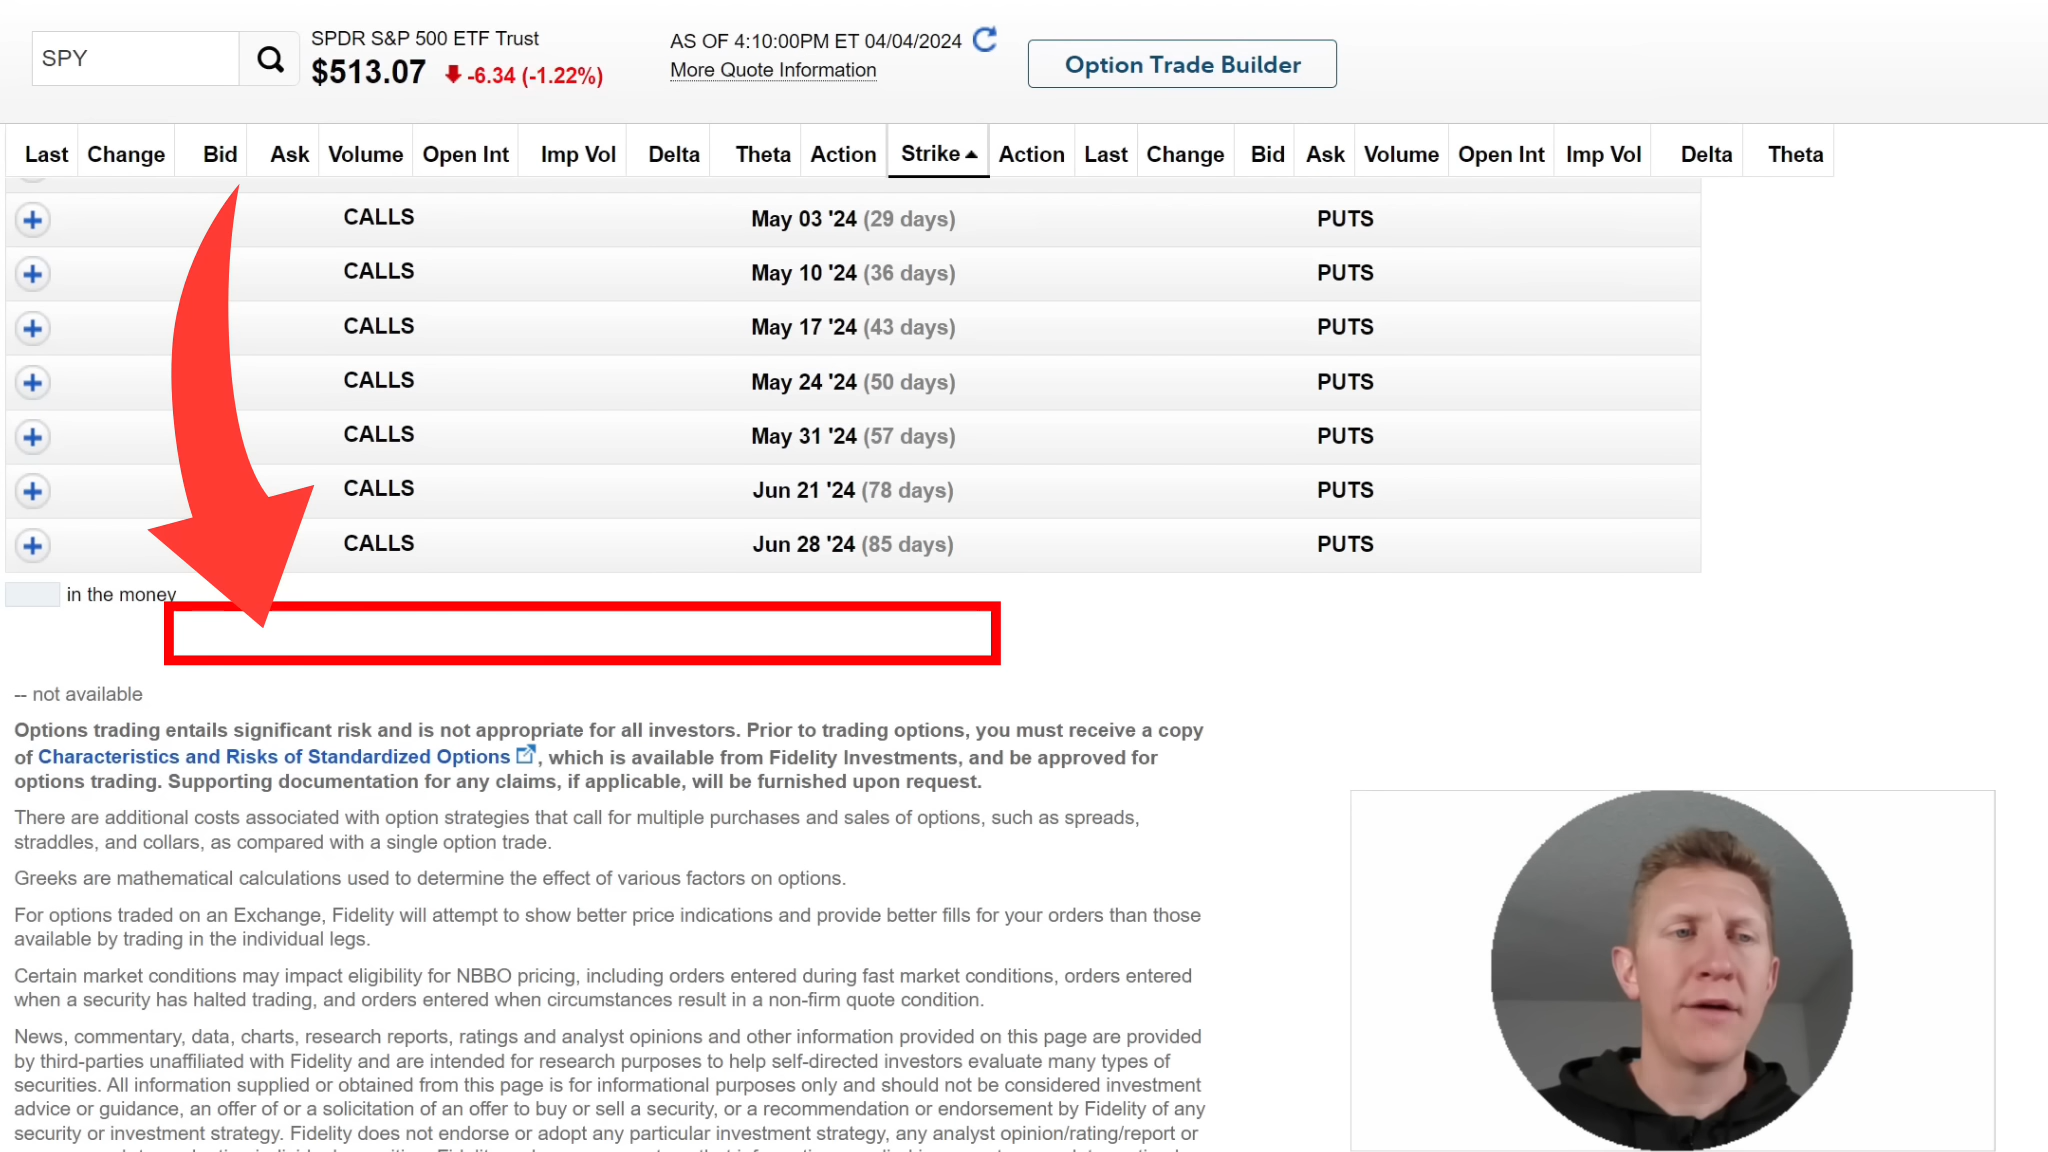 SPY
SPDR S&P 500 ETF Trust
$513.07 -6.34 (-1.22%)
AS OF 4:10:00PM ET 04/04/2024
More Quote Information
Option Trade Builder
Last Change Bid Ask Volume Open Int Imp Vol Delta Theta Action Strike Action Last Change Bid Ask Volume Open Int Imp Vol Delta Theta
CALLS May 03 '24 (29 days) PUTS
CALLS May 10 '24 (36 days) PUTS
CALLS May 17 '24 (43 days) PUTS
CALLS May 24 '24 (50 days) PUTS
CALLS May 31 '24 (57 days) PUTS
CALLS Jun 21 '24 (78 days) PUTS
CALLS Jun 28 '24 (85 days) PUTS
in the money
-- not available
Options trading entails significant risk and is not appropriate for all investors. Prior to trading options, you must receive a copy
of Characteristics and Risks of Standardized Options , which is available from Fidelity Investments, and be approved for
options trading. Supporting documentation for any claims, if applicable, will be furnished upon request.
There are additional costs associated with option strategies that call for multiple purchases and sales of options, such as spreads,
straddles, and collars, as compared with a single option trade.
Greeks are mathematical calculations used to determine the effect of various factors on options.
For options traded on an Exchange, Fidelity will attempt to show better price indications and provide better fills for your orders than those
available by trading in the individual legs.
Certain market conditions may impact eligibility for NBBO pricing, including orders entered during fast market conditions, orders entered
when a security has halted trading, and orders entered when circumstances result in a non-firm quote condition.
News, commentary, data, charts, research reports, ratings and analyst opinions and other information provided on this page are provided
by third-parties unaffiliated with Fidelity and are intended for research purposes to help self-directed investors evaluate many types of
securities. All information supplied or obtained from this page is for informational purposes only and should not be considered investment
advice or guidance, an offer of or a solicitation of an offer to buy or sell a security, or a recommendation or endorsement by Fidelity of any
security or investment strategy. Fidelity does not endorse or adopt any particular investment strategy, any analyst opinion/rating/report or